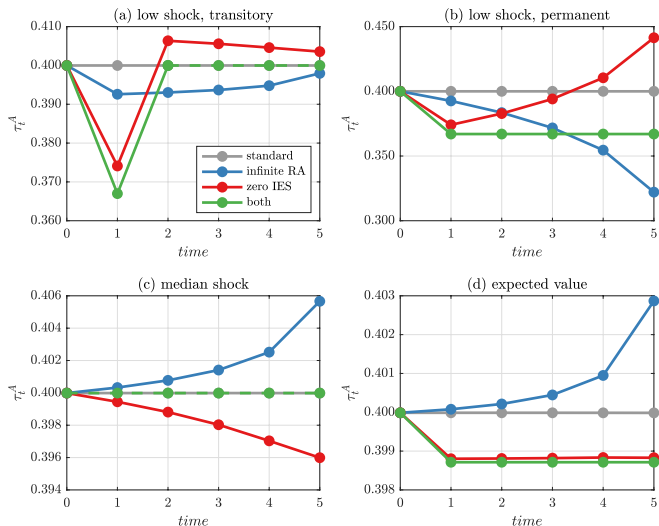 (a) low shock, transitory
0.410
0.400
0.390
0.380
0.370
0.360
τ_t^A
standard
infinite RA
zero IES
both
0 1 2 3 4 5
time
(b) low shock, permanent
0.450
0.400
0.350
0.300
τ_t^A
0 1 2 3 4 5
time
(c) median shock
0.406
0.404
0.402
0.400
0.398
0.396
0.394
τ_t^A
0 1 2 3 4 5
time
(d) expected value
0.403
0.402
0.401
0.400
0.399
0.398
τ_t^A
0 1 2 3 4 5
time